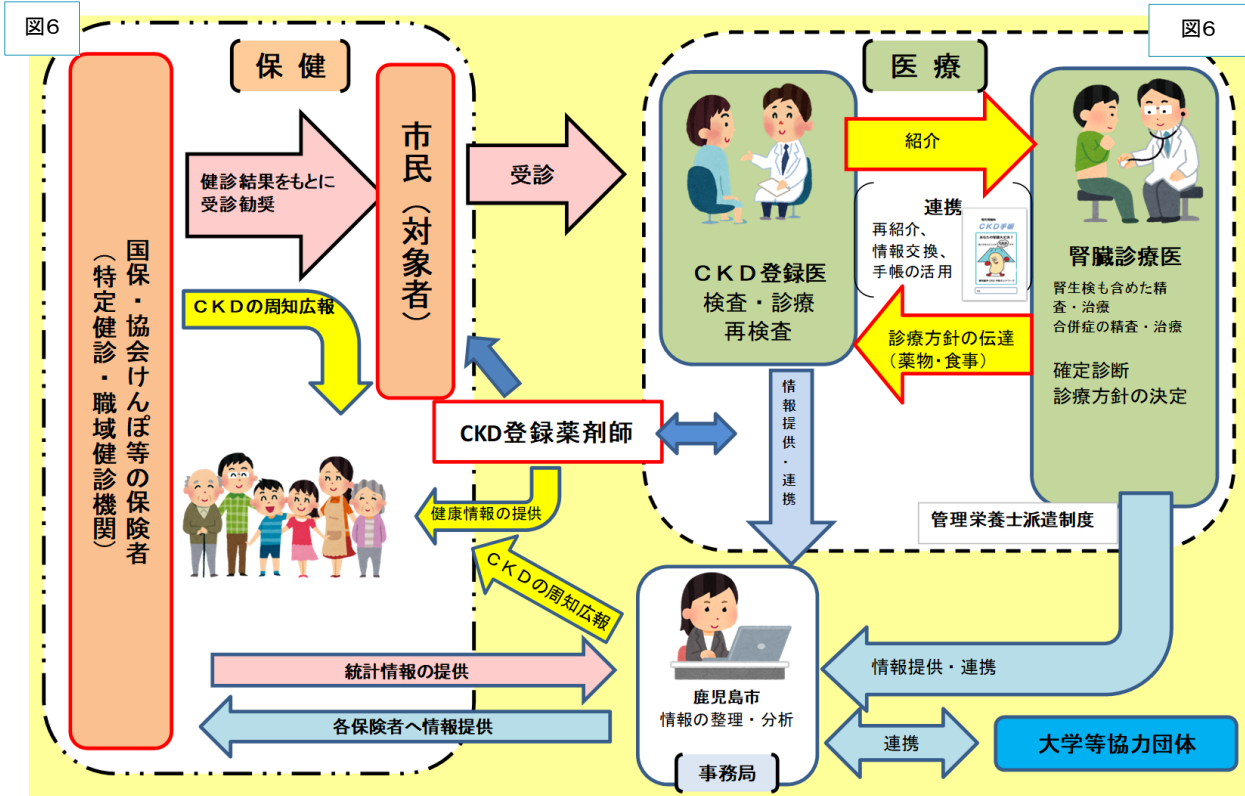 図6
図6
保健
医療
国保・協会けんぽ等の保険者
（特定健診・職域健診機関）
健診結果をもとに
受診勧奨
市民（対象者）
受診
CKDの周知広報
CKD登録医
検査・診療
再検査
紹介
連携
再紹介、
情報交換、
手帳の活用
CKD手帳
診療方針の伝達
（薬物・食事）
腎臓診療医
腎生検も含めた精
査・治療
合併症の精査・治療
確定診断
診療方針の決定
CKD登録薬剤師
情報提供・連携
健康情報の提供
CKDの周知広報
管理栄養士派遣制度
統計情報の提供
各保険者へ情報提供
鹿児島市
情報の整理・分析
事務局
情報提供・連携
連携
大学等協力団体